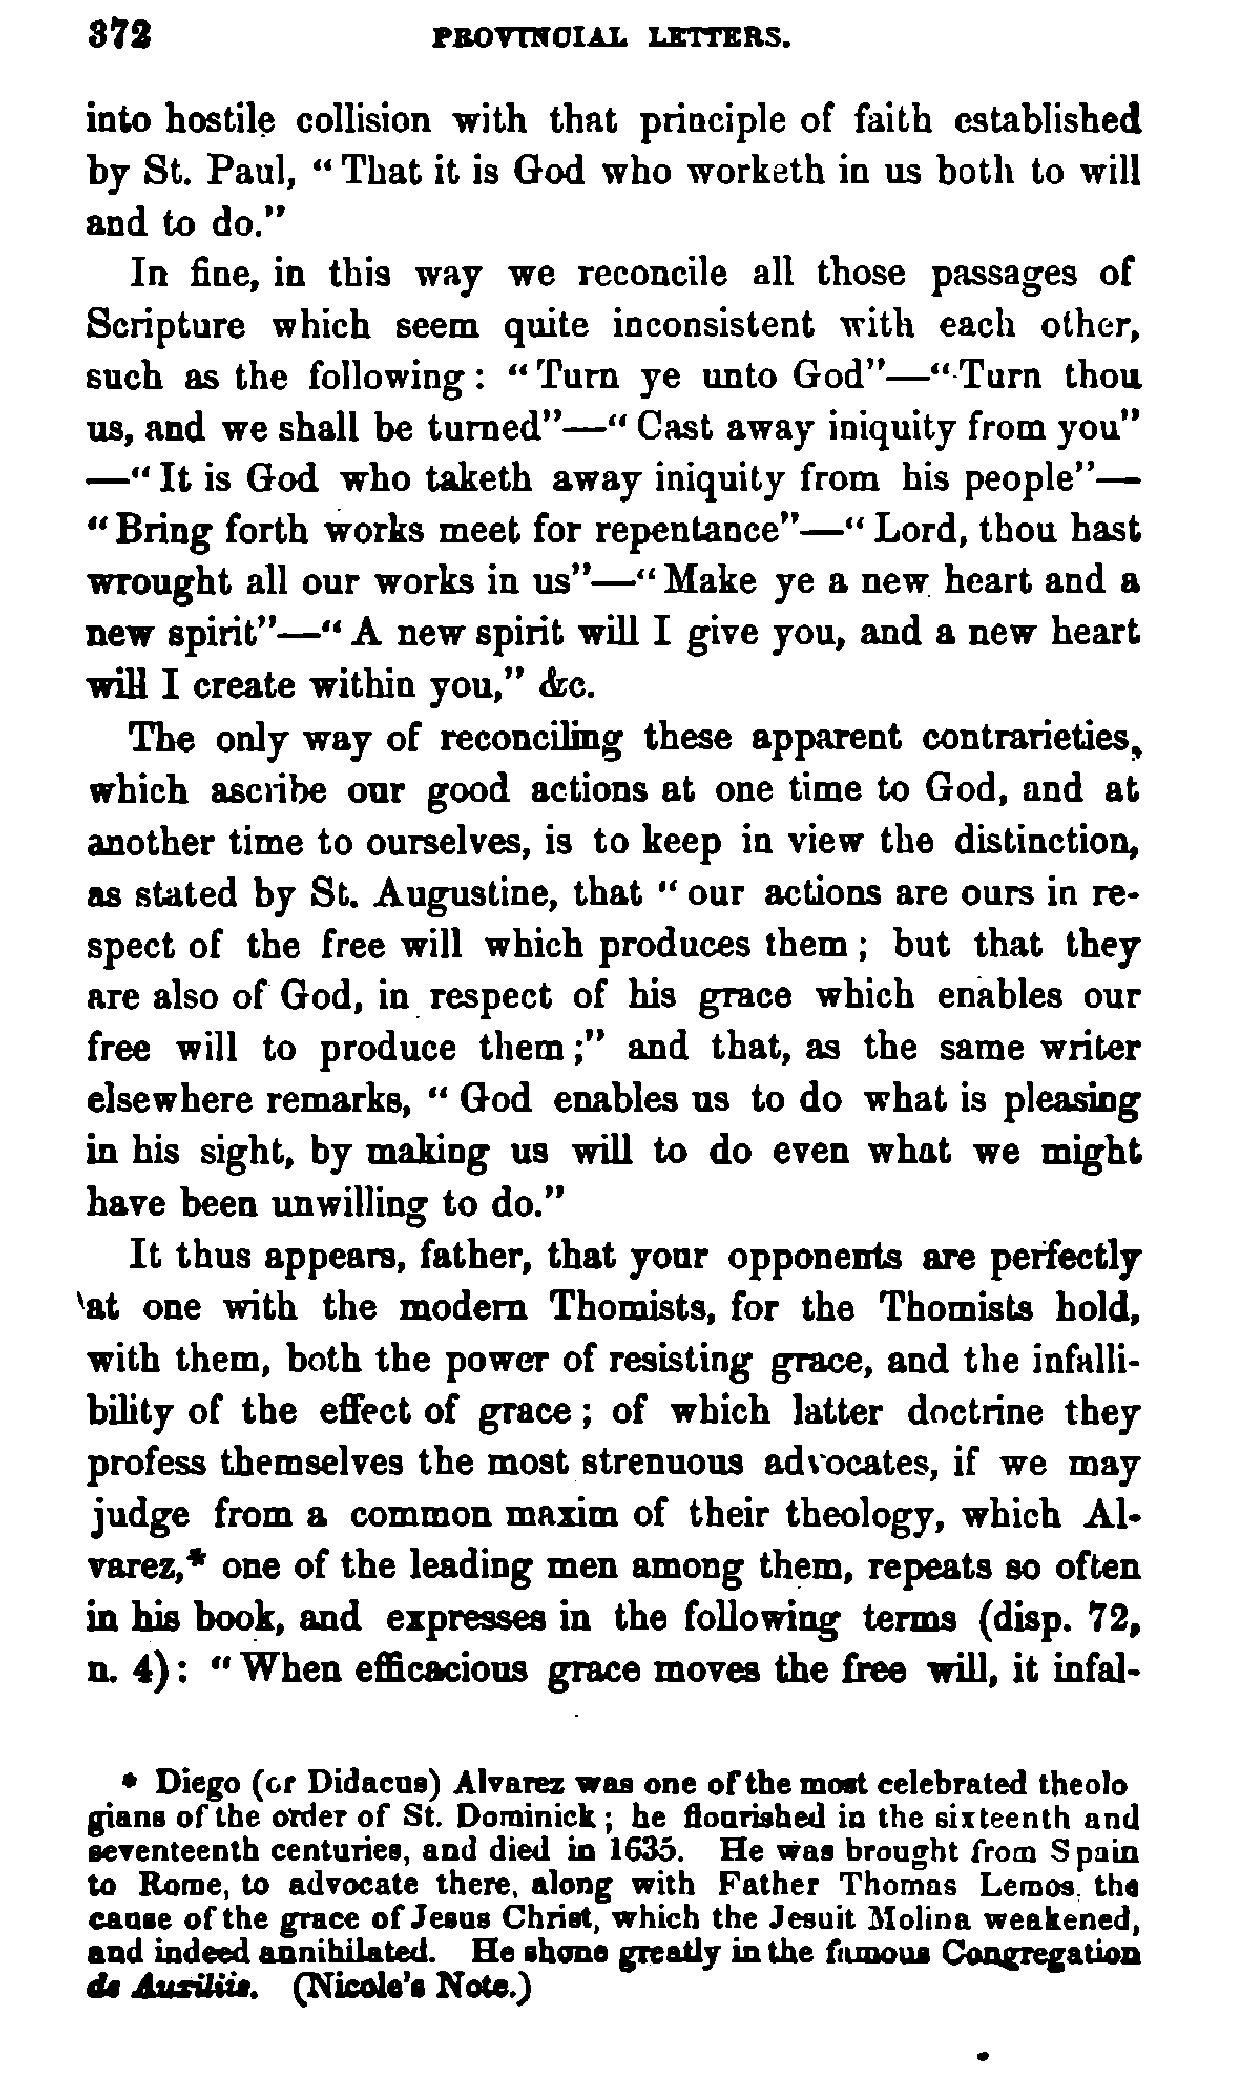 372 PROVINCIAL LETTERS.
into hostile collision with that principle of faith established
by St. Paul, “That it is God who worketh in us both to will
and to do.”
In fine, in this way we reconcile all those passages of
Scripture which seem quite inconsistent with each other,
such as the following: “Turn ye unto God”—“Turn thou
us, and we shall be turned”—“Cast away iniquity from you”
—“It is God who taketh away iniquity from his people”—
“Bring forth works meet for repentance”—“Lord, thou hast
wrought all our works in us”—“Make ye a new heart and a
new spirit”—“A new spirit will I give you, and a new heart
will I create within you,” &c.
The only way of reconciling these apparent contrarieties,
which ascribe our good actions at one time to God, and at
another time to ourselves, is to keep in view the distinction,
as stated by St. Augustine, that “our actions are ours in re-
spect of the free will which produces them; but that they
are also of God, in respect of his grace which enables our
free will to produce them;” and that, as the same writer
elsewhere remarks, “God enables us to do what is pleasing
in his sight, by making us will to do even what we might
have been unwilling to do.”
It thus appears, father, that your opponents are perfectly
at one with the modern Thomists, for the Thomists hold,
with them, both the power of resisting grace, and the infalli-
bility of the effect of grace; of which latter doctrine they
profess themselves the most strenuous advocates, if we may
judge from a common maxim of their theology, which Al-
varez,* one of the leading men among them, repeats so often
in his book, and expresses in the following terms (disp. 72,
n. 4): “When efficacious grace moves the free will, it infal-
* Diego (or Didacus) Alvarez was one of the most celebrated theolo
gians of the order of St. Dominick; he flourished in the sixteenth and
seventeenth centuries, and died in 1635. He was brought from Spain
to Rome, to advocate there, along with Father Thomas Lemos, the
cause of the grace of Jesus Christ, which the Jesuit Molina weakened,
and indeed annihilated. He shone greatly in the famous Congregation
de Auxiliis. (Nicole's Note.)